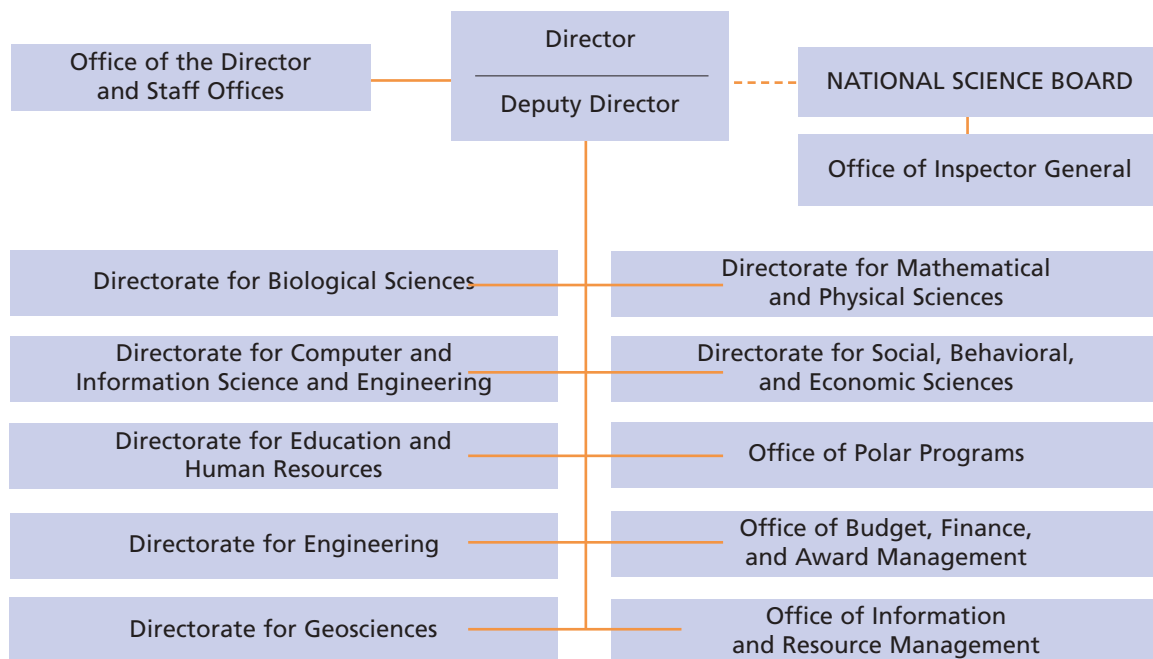 Office of the Director
and Staff Offices
Director
Deputy Director
NATIONAL SCIENCE BOARD
Office of Inspector General
Directorate for Biological Sciences
Directorate for Mathematical
and Physical Sciences
Directorate for Computer and
Information Science and Engineering
Directorate for Social, Behavioral,
and Economic Sciences
Directorate for Education and
Human Resources
Office of Polar Programs
Directorate for Engineering
Office of Budget, Finance,
and Award Management
Directorate for Geosciences
Office of Information
and Resource Management